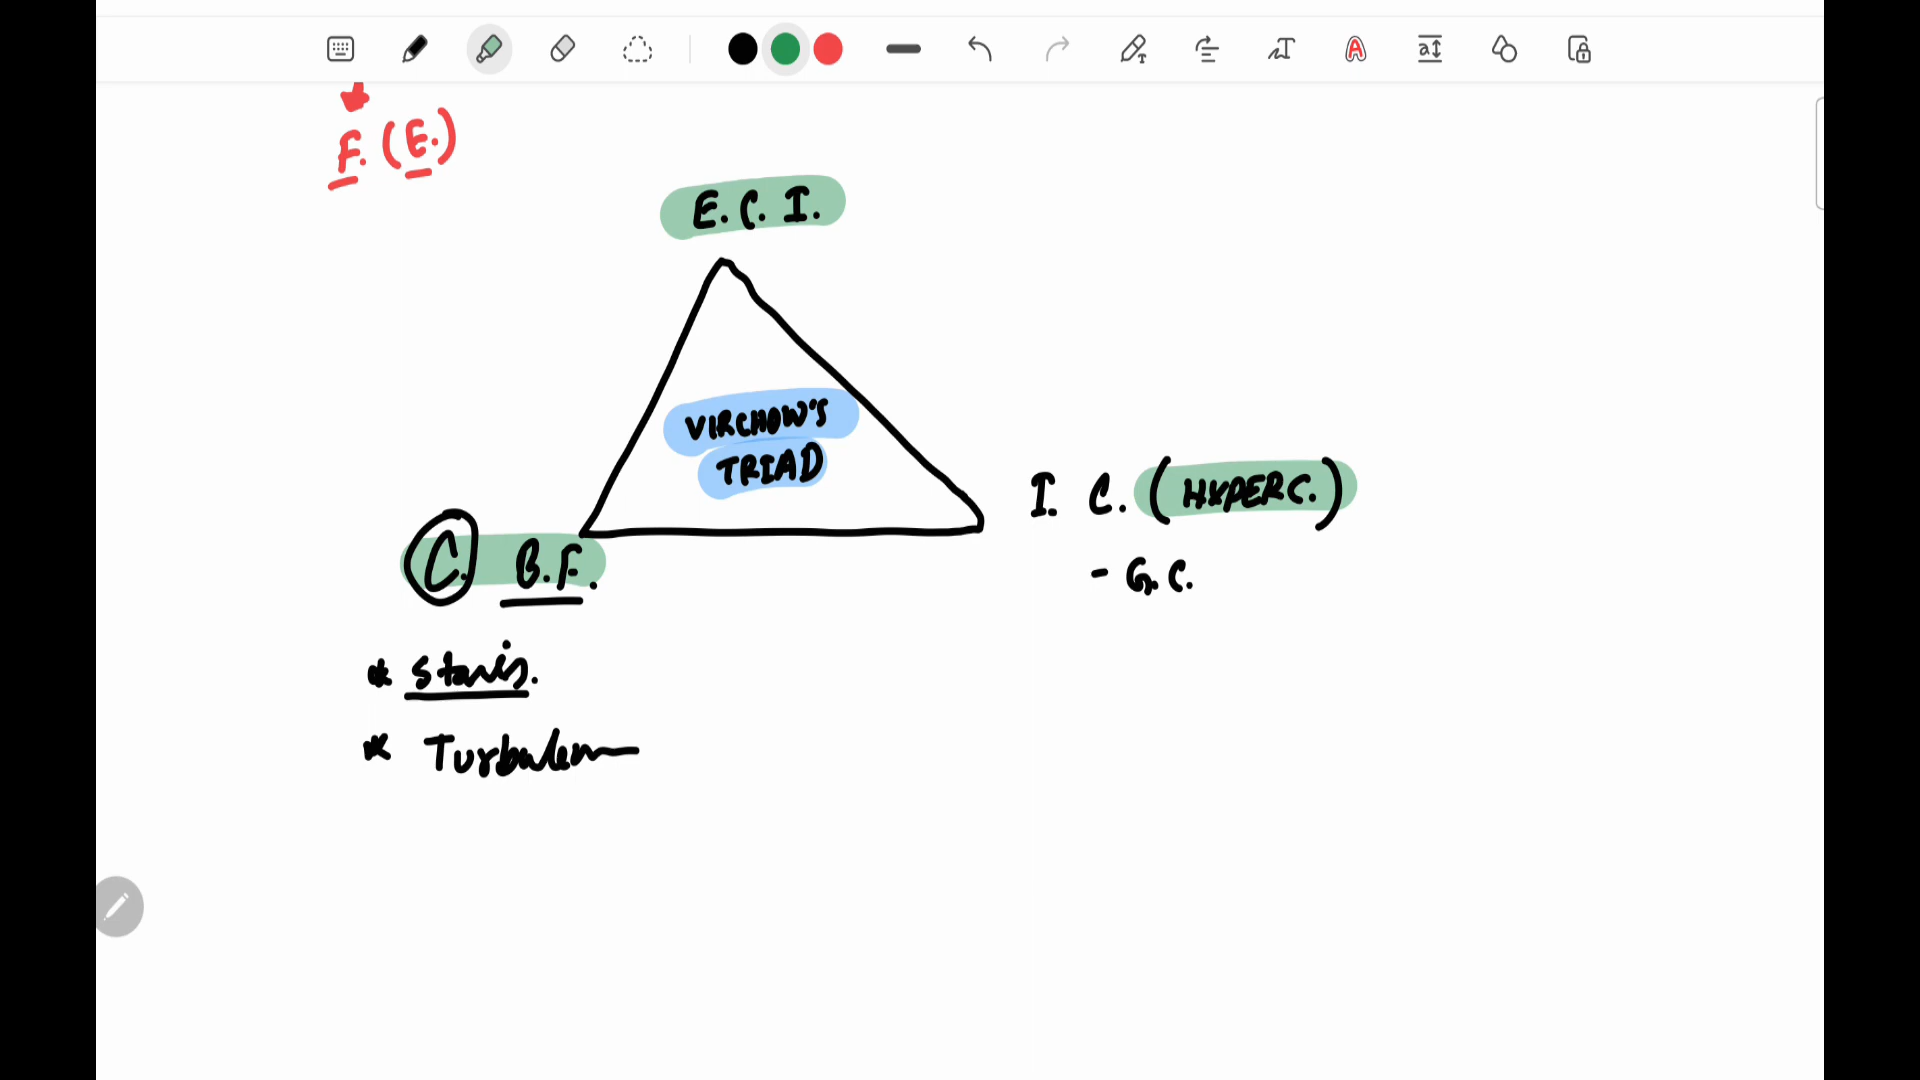 F. (E.)
E. C. I.
VIRCHOW'S
TRIAD
I. C. (HYPERC.)
- G. C.
C. B.F.
* stasis.
* Turbulen